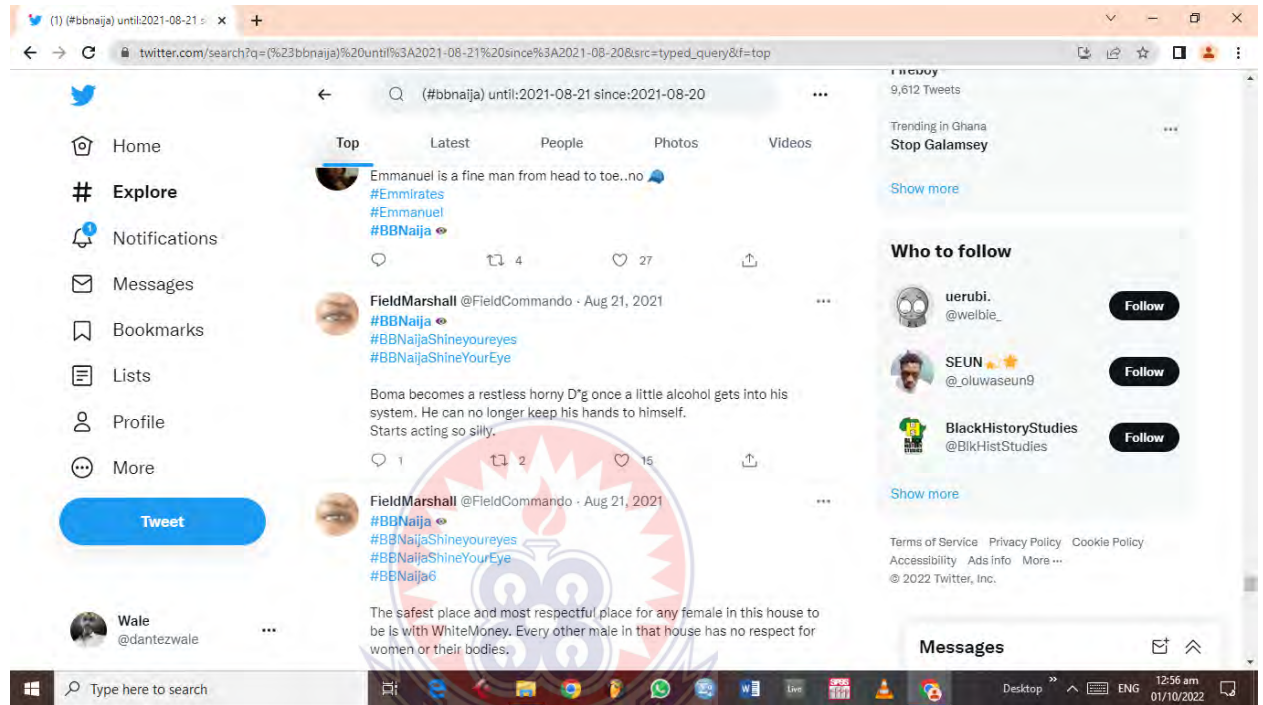 (1) (#bbnaija) until:2021-08-21 s
twitter.com/search?q=(%23bbnaija)%20until%3A2021-08-21%20since%3A2021-08-20&src=typed_query&f=top
(#bbnaija) until:2021-08-21 since:2021-08-20
Top Latest People Photos Videos
Home
Explore
1
Notifications
Messages
Bookmarks
Lists
Profile
More
Tweet
Wale
@dantezwale
Emmanuel is a fine man from head to toe..no 🧢
#Emmirates
#Emmanuel
#BBNaija
4 27
FieldMarshall @FieldCommando · Aug 21, 2021
#BBNaija
#BBNaijaShineyoureyes
#BBNaijaShineYourEye
Boma becomes a restless horny D*g once a little alcohol gets into his
system. He can no longer keep his hands to himself.
Starts acting so silly.
1 2 15
FieldMarshall @FieldCommando · Aug 21, 2021
#BBNaija
#BBNaijaShineyoureyes
#BBNaijaShineYourEye
#BBNaija6
The safest place and most respectful place for any female in this house to
be is with WhiteMoney. Every other male in that house has no respect for
women or their bodies.
Fireboy
9,612 Tweets
Trending in Ghana
Stop Galamsey
Show more
Who to follow
uerubi.
@welbie_
Follow
SEUN
@_oluwaseun9
Follow
BlackHistoryStudies
@BlkHistStudies
Follow
Show more
Terms of Service Privacy Policy Cookie Policy
Accessibility Ads info More ···
© 2022 Twitter, Inc.
Messages
Type here to search
Live
Desktop
ENG
12:56 am
01/10/2022